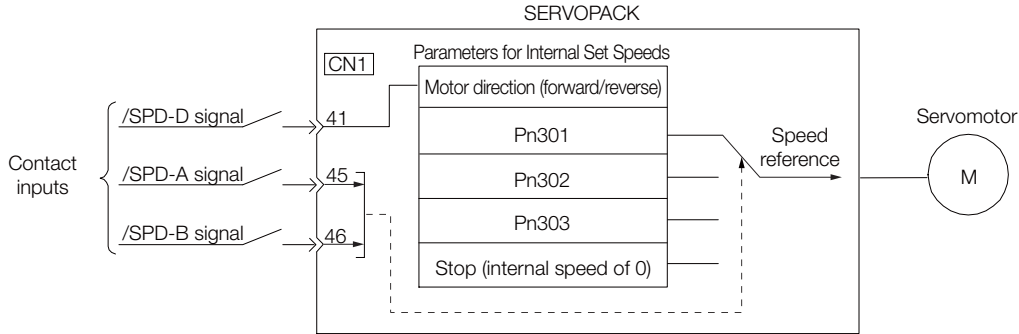 SERVOPACK
Parameters for Internal Set Speeds
CN1
Motor direction (forward/reverse)
/SPD-D signal
41
Pn301
Speed
reference
Servomotor
Contact
inputs
/SPD-A signal
45
Pn302
M
Pn303
/SPD-B signal
46
Stop (internal speed of 0)